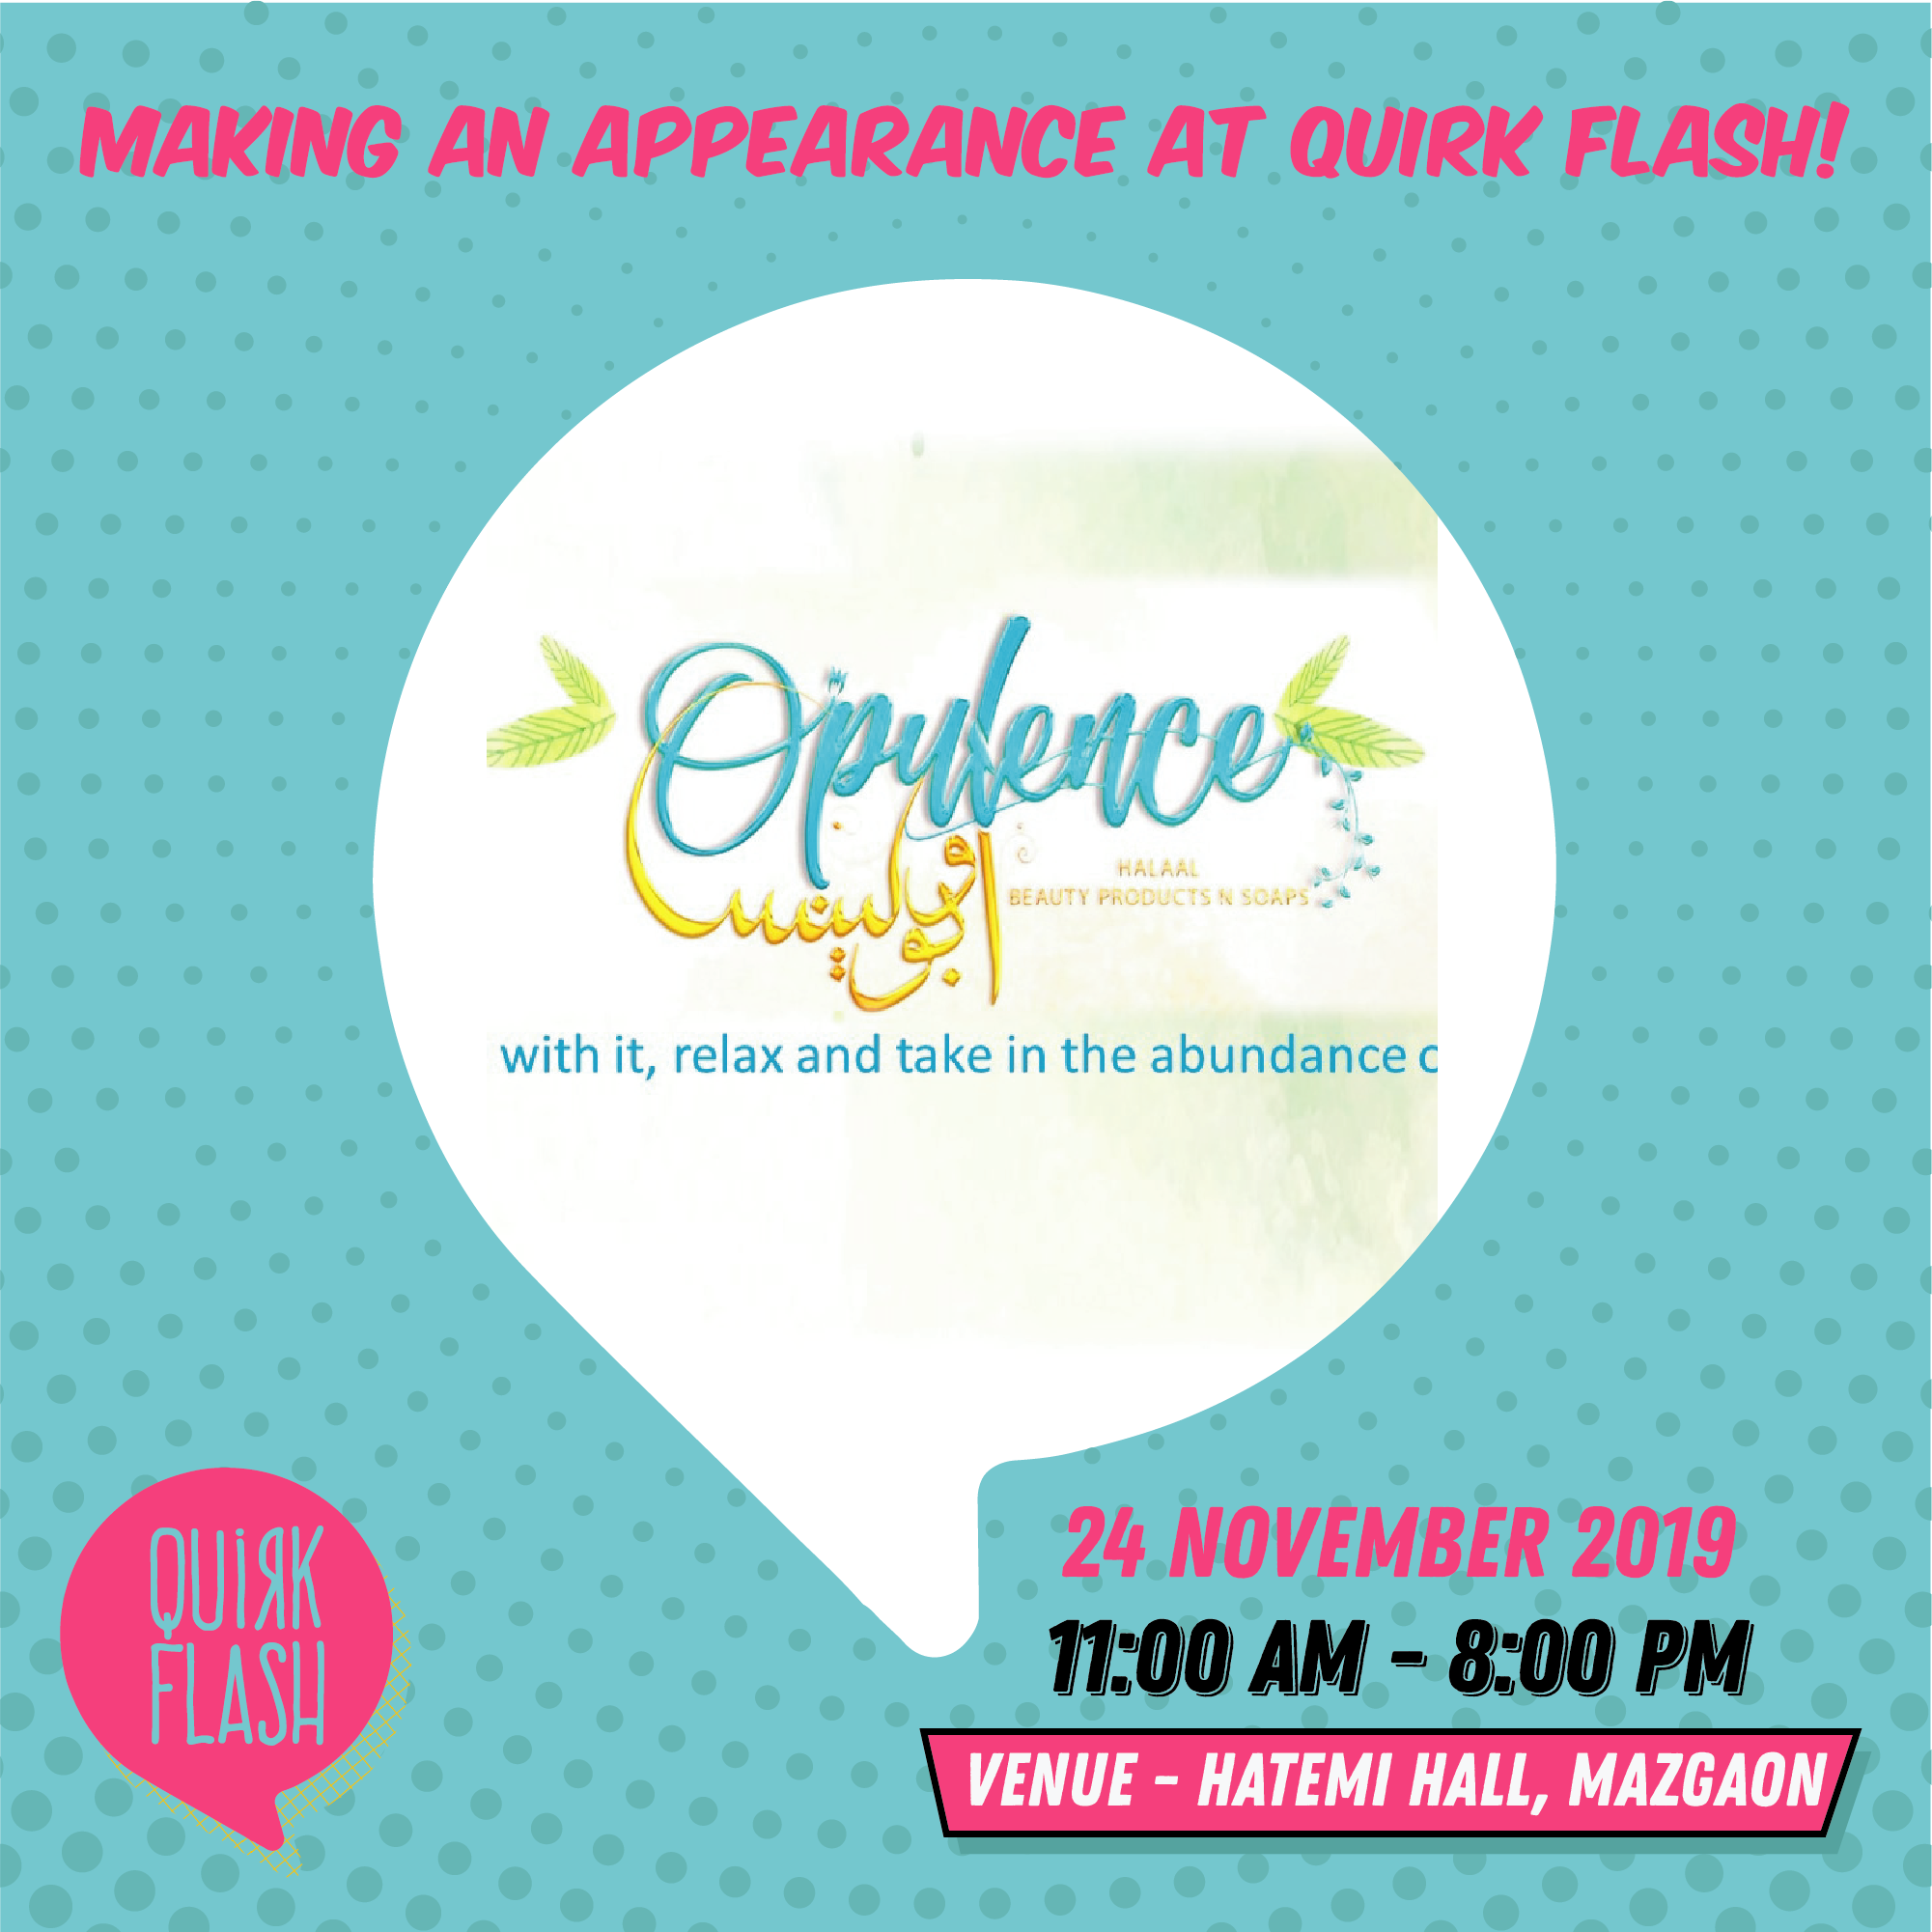 MAKING AN APPEARANCE AT QUIRK FLASH!
Opulence
اوبولينس
HALAAL
BEAUTY PRODUCTS N SOAPS
with it, relax and take in the abundance
QUIRK
FLASH
24 NOVEMBER 2019
11:00 AM - 8:00 PM
VENUE - HATEMI HALL, MAZGAON